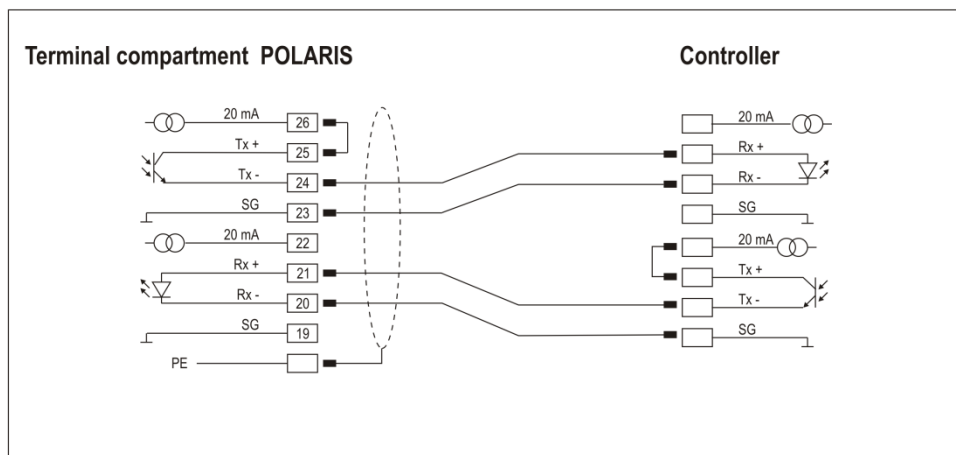 Terminal compartment POLARIS
20 mA 26
Tx + 25
Tx - 24
SG 23
20 mA 22
Rx + 21
Rx - 20
SG 19
PE
Controller
20 mA
Rx +
Rx -
SG
20 mA
Tx +
Tx -
SG